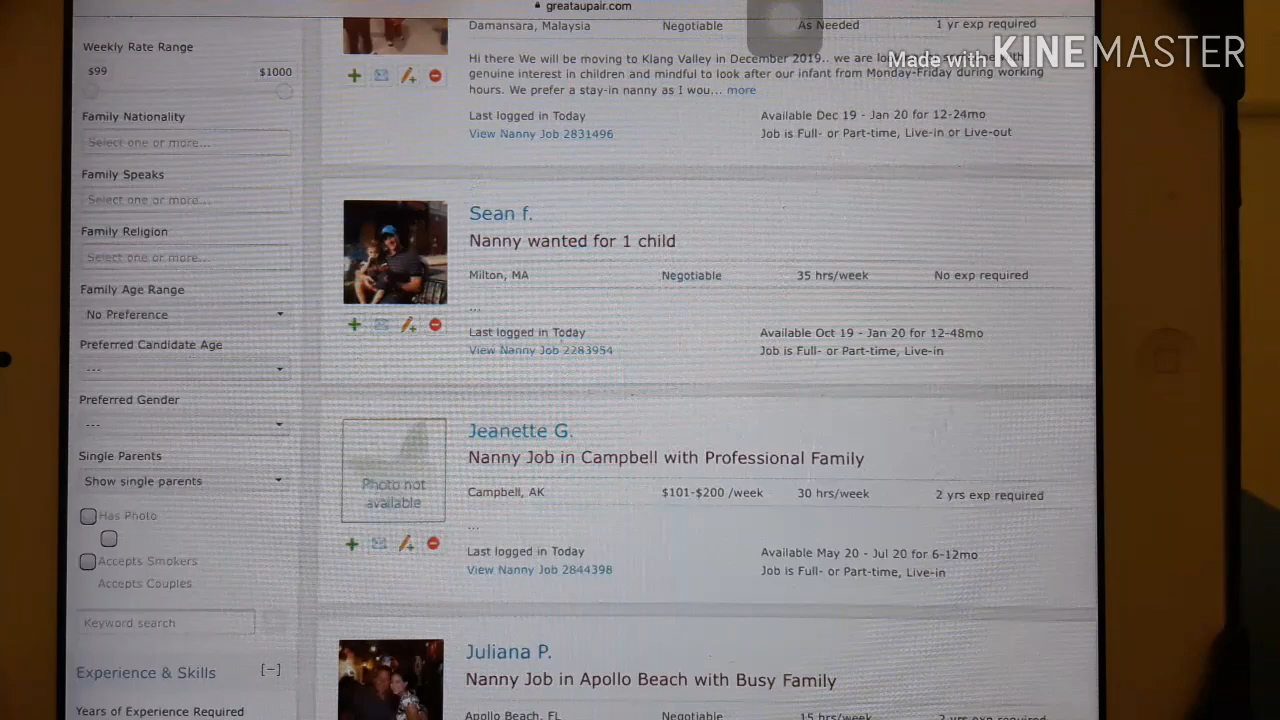 greataupair.com
Made with KINEMASTER
Weekly Rate Range
$99 $1000
Family Nationality
Select one or more...
Family Speaks
Select one or more...
Family Religion
Select one or more...
Family Age Range
No Preference
Preferred Candidate Age
---
Preferred Gender
---
Single Parents
Show single parents
Has Photo
Accepts Smokers
Accepts Couples
Keyword search
Experience & Skills [-]
Years of Experience Required
Damansara, Malaysia Negotiable As Needed 1 yr exp required
Hi there We will be moving to Klang Valley in December 2019.. we are
genuine interest in children and mindful to look after our infant from Monday-Friday during working
hours. We prefer a stay-in nanny as I wou... more
Last logged in Today Available Dec 19 - Jan 20 for 12-24mo
View Nanny Job 2831496 Job is Full- or Part-time, Live-in or Live-out
Sean f.
Nanny wanted for 1 child
Milton, MA Negotiable 35 hrs/week No exp required
...
Last logged in Today Available Oct 19 - Jan 20 for 12-48mo
View Nanny Job 2283954 Job is Full- or Part-time, Live-in
Photo not
available
Jeanette G.
Nanny Job in Campbell with Professional Family
Campbell, AK $101-$200 /week 30 hrs/week 2 yrs exp required
...
Last logged in Today Available May 20 - Jul 20 for 6-12mo
View Nanny Job 2844398 Job is Full- or Part-time, Live-in
Juliana P.
Nanny Job in Apollo Beach with Busy Family
Apollo Beach, FL Negotiable 15 hrs/week 2 yrs exp required